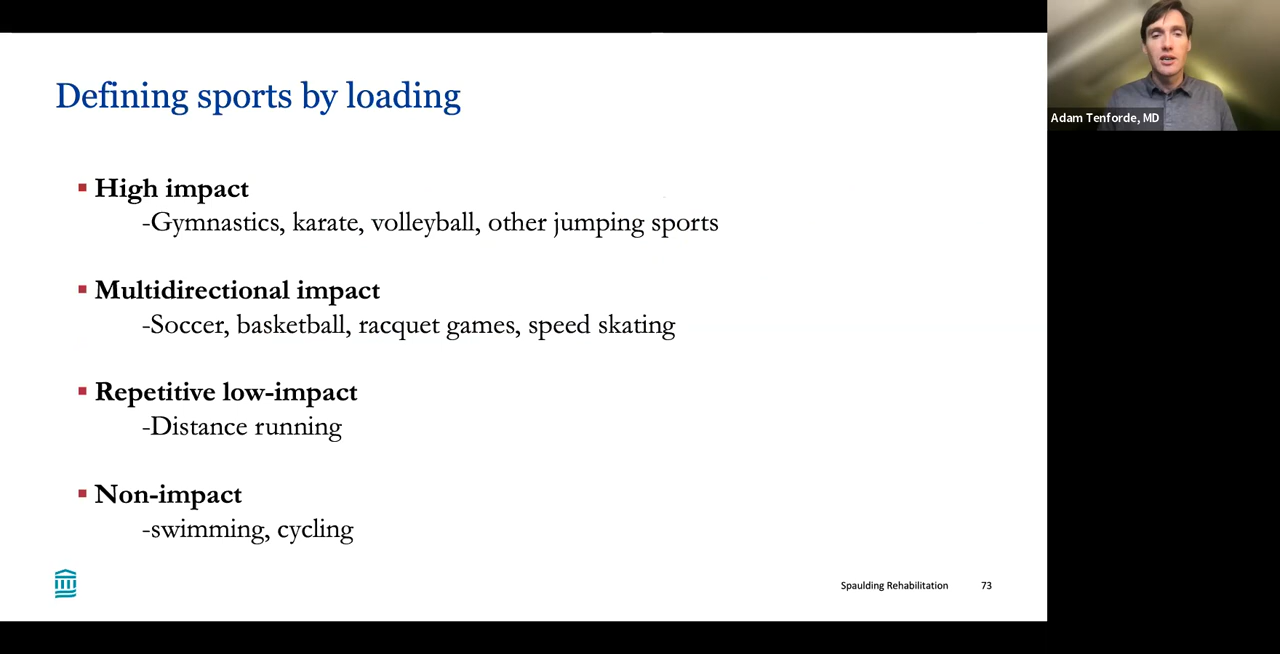 Defining sports by loading
▪ High impact
-Gymnastics, karate, volleyball, other jumping sports
▪ Multidirectional impact
-Soccer, basketball, racquet games, speed skating
▪ Repetitive low-impact
-Distance running
▪ Non-impact
-swimming, cycling
Spaulding Rehabilitation 73
Adam Tenforde, MD